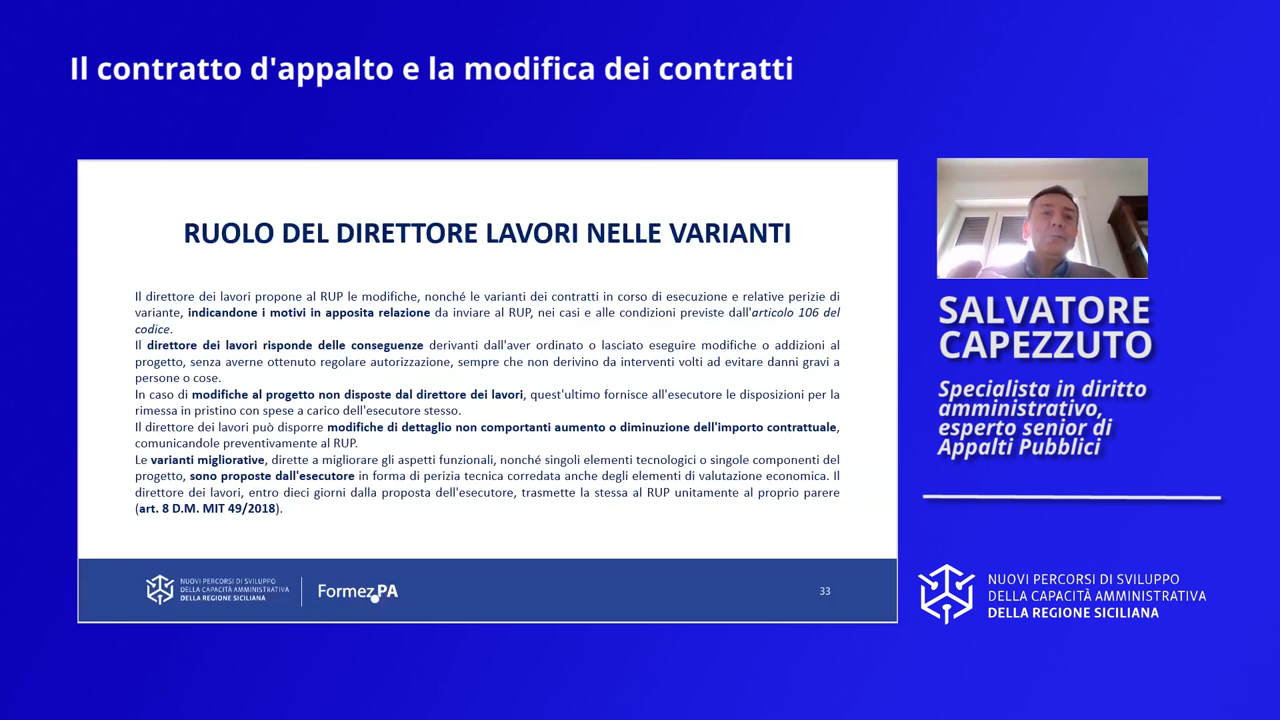 Il contratto d'appalto e la modifica dei contratti
RUOLO DEL DIRETTORE LAVORI NELLE VARIANTI
Il direttore dei lavori propone al RUP le modifiche, nonché le varianti dei contratti in corso di esecuzione e relative perizie di
variante, indicandone i motivi in apposita relazione da inviare al RUP, nei casi e alle condizioni previste dall'articolo 106 del
codice.
Il direttore dei lavori risponde delle conseguenze derivanti dall'aver ordinato o lasciato eseguire modifiche o addizioni al
progetto, senza averne ottenuto regolare autorizzazione, sempre che non derivino da interventi volti ad evitare danni gravi a
persone o cose.
In caso di modifiche al progetto non disposte dal direttore dei lavori, quest'ultimo fornisce all'esecutore le disposizioni per la
rimessa in pristino con spese a carico dell'esecutore stesso.
Il direttore dei lavori può disporre modifiche di dettaglio non comportanti aumento o diminuzione dell'importo contrattuale,
comunicandole preventivamente al RUP.
Le varianti migliorative, dirette a migliorare gli aspetti funzionali, nonché singoli elementi tecnologici o singole componenti del
progetto, sono proposte dall'esecutore in forma di perizia tecnica corredata anche degli elementi di valutazione economica. Il
direttore dei lavori, entro dieci giorni dalla proposta dell'esecutore, trasmette la stessa al RUP unitamente al proprio parere
(art. 8 D.M. MIT 49/2018).
NUOVI PERCORSI DI SVILUPPO
DELLA CAPACITÀ AMMINISTRATIVA
DELLA REGIONE SICILIANA
Formez PA
33
SALVATORE
CAPEZZUTO
Specialista in diritto
amministrativo,
esperto senior di
Appalti Pubblici
NUOVI PERCORSI DI SVILUPPO
DELLA CAPACITÀ AMMINISTRATIVA
DELLA REGIONE SICILIANA